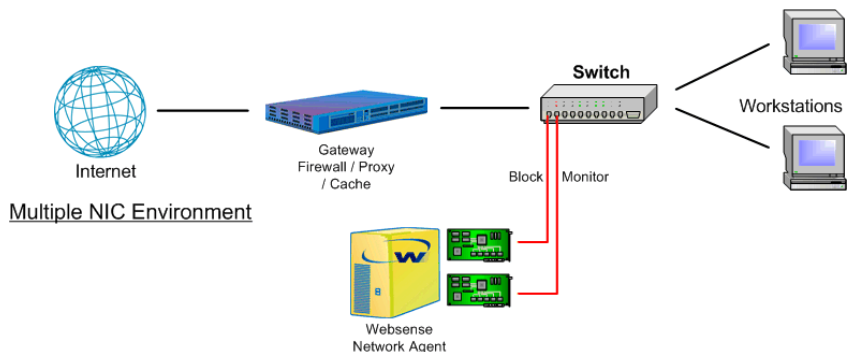 Switch
Workstations
Internet
Gateway
Firewall / Proxy
/ Cache
Block
Monitor
Multiple NIC Environment
W
Websense
Network Agent